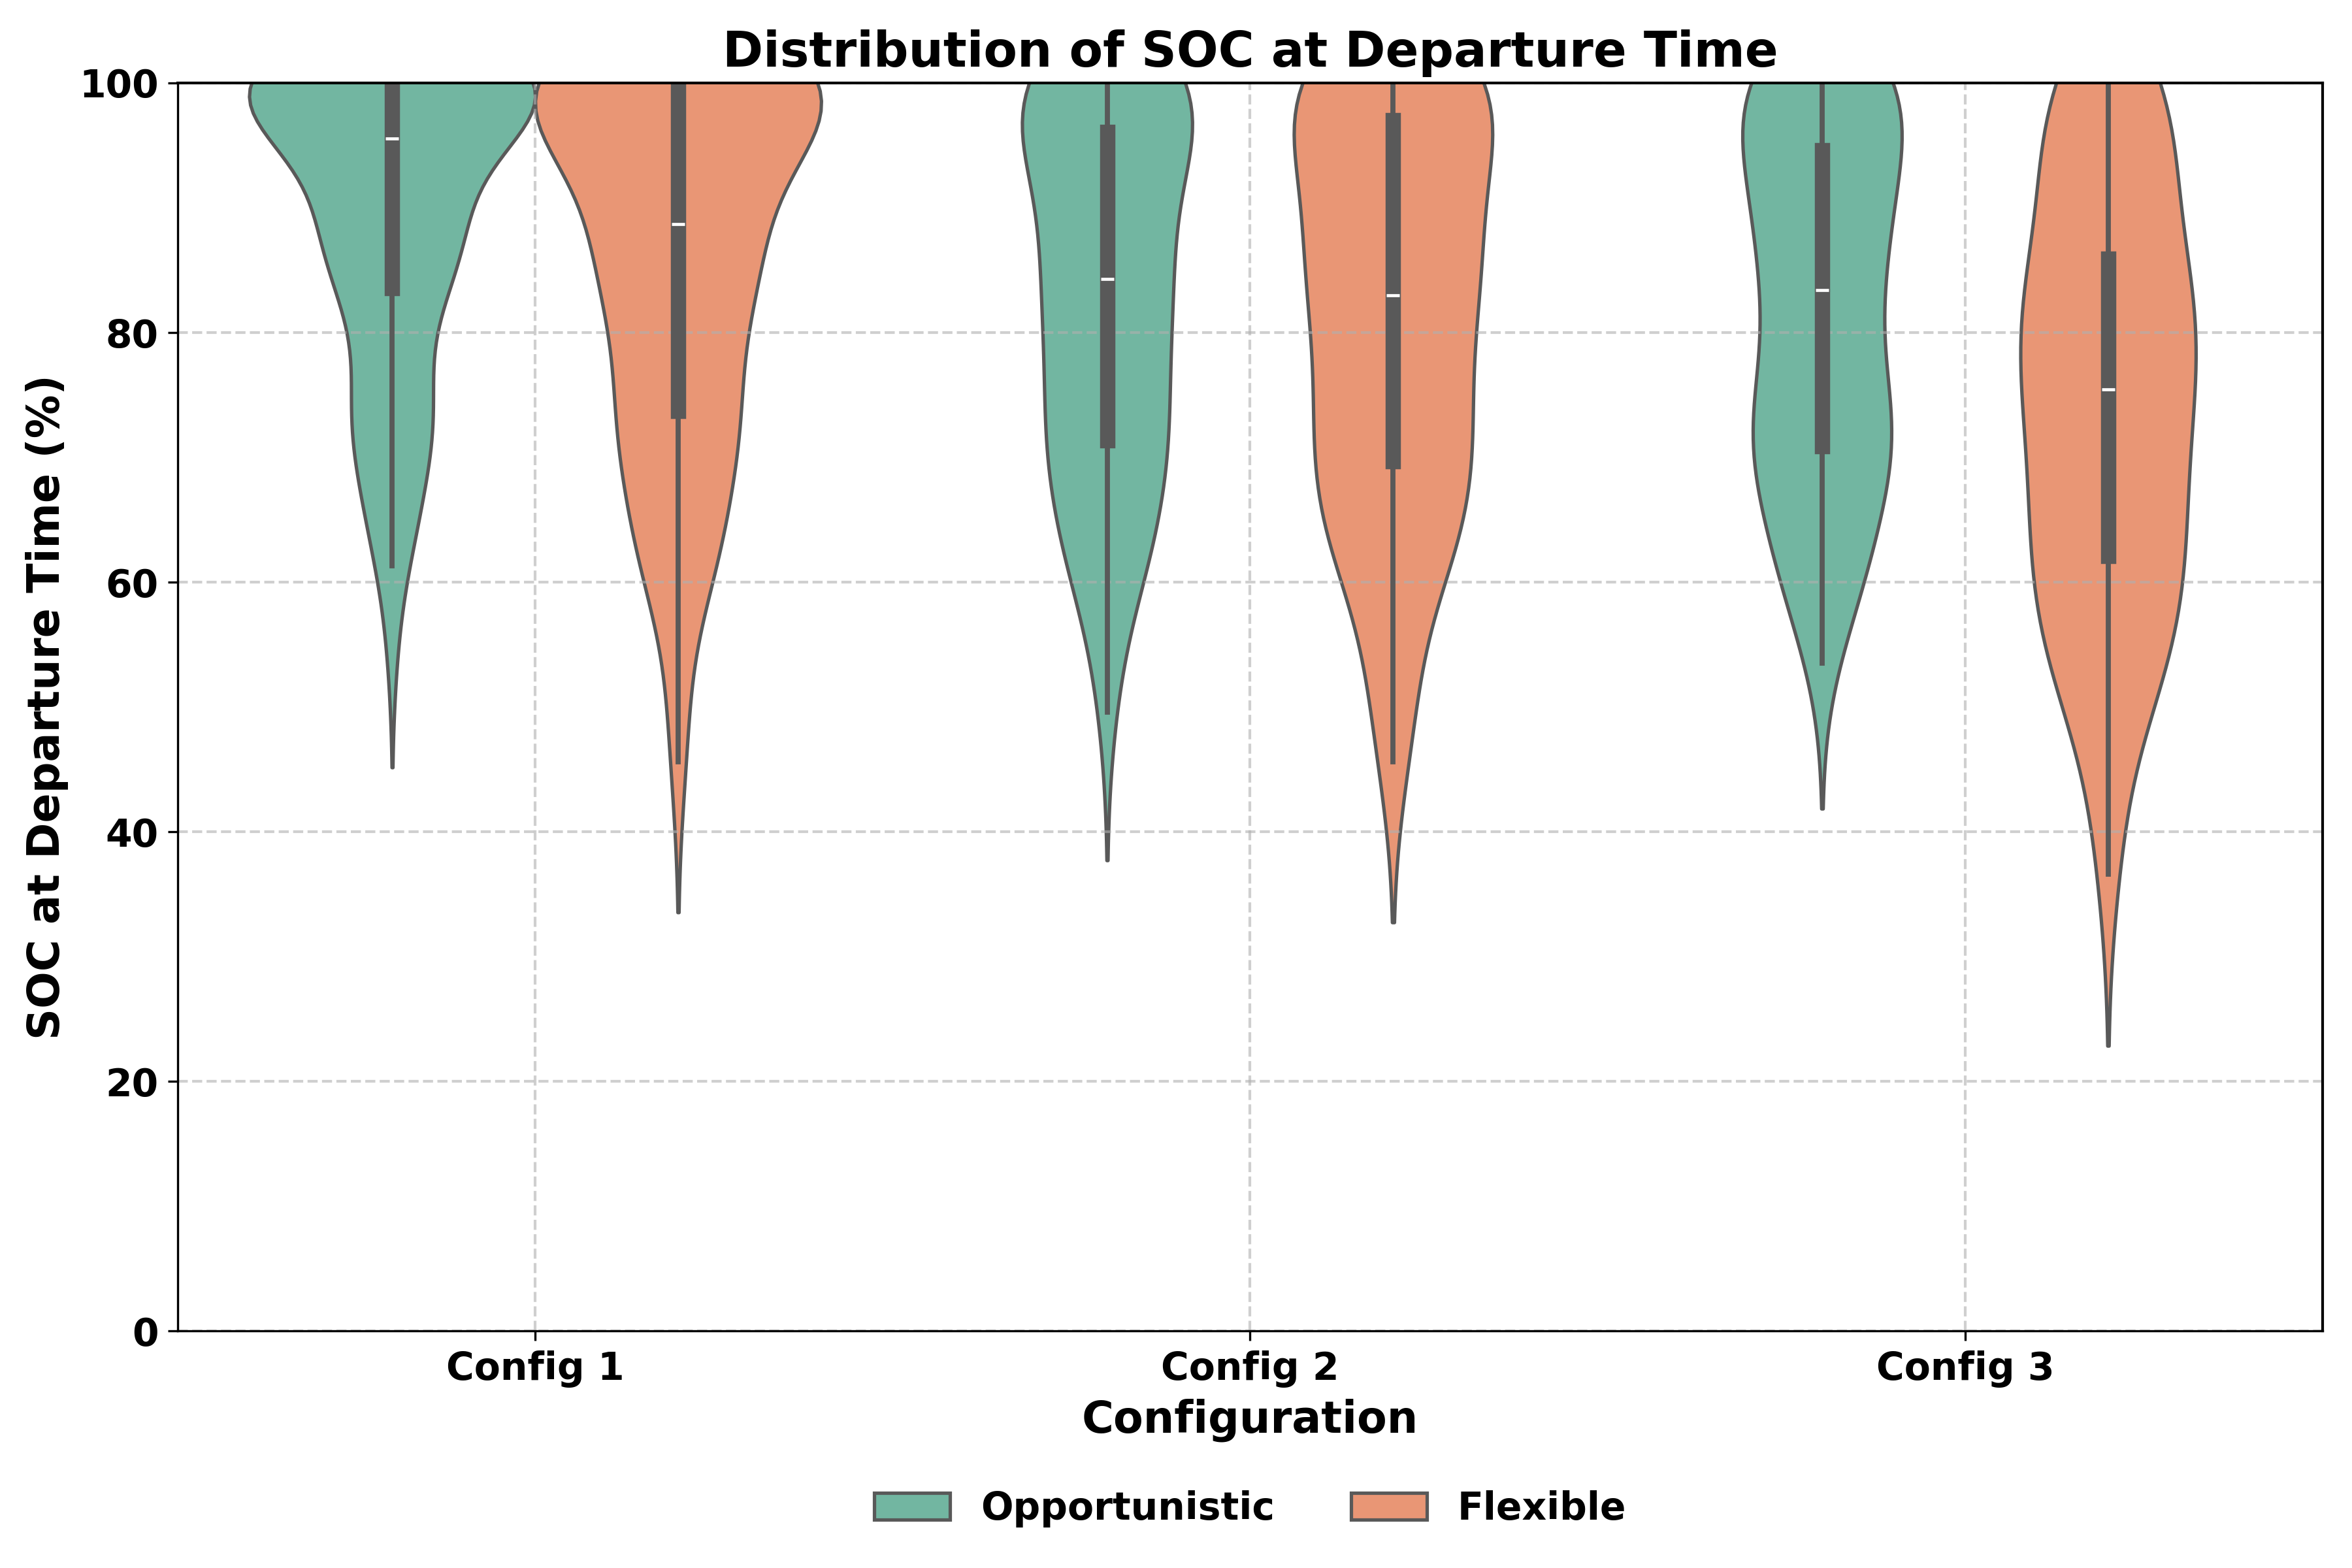 Distribution of SOC at Departure Time
SOC at Departure Time (%)
100
80
60
40
20
0
Config 1
Config 2
Config 3
Configuration
Opportunistic
Flexible